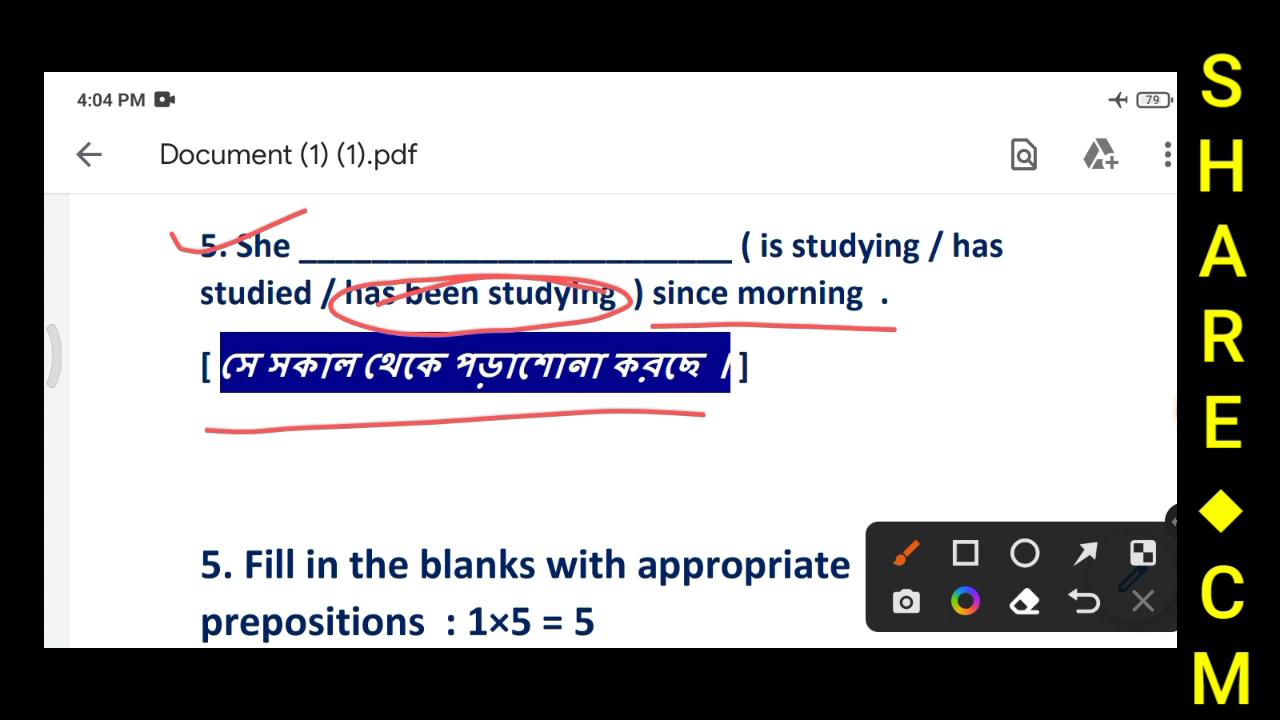 4:04 PM
79
Document (1) (1).pdf
5. She __________________________ ( is studying / has
studied / has been studying ) since morning .
[ সে সকাল থেকে পড়াশোনা করছে । ]
5. Fill in the blanks with appropriate
prepositions : 1×5 = 5
S
H
A
R
E
◆
C
M